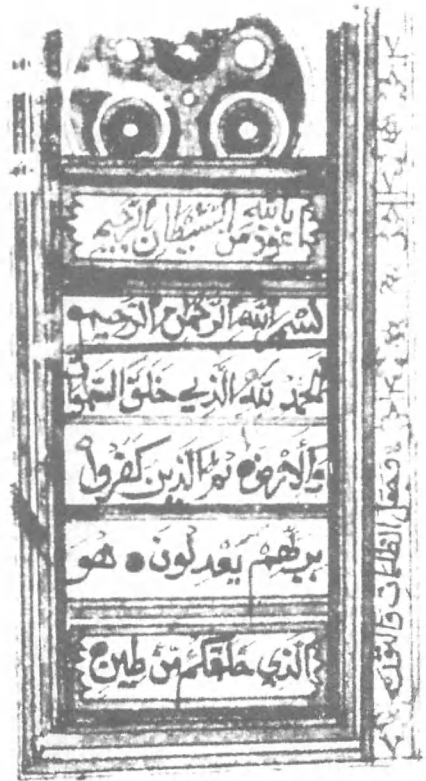 أعوذ بالله من الشيطان الرجيم
بسم الله الرحمن الرحيم
الحمد لله الذي خلق السموات
والأرض ثم الذين كفروا
بربهم يعدلون هو
الذي خلقكم من طين
وجعل الظلمات والنور